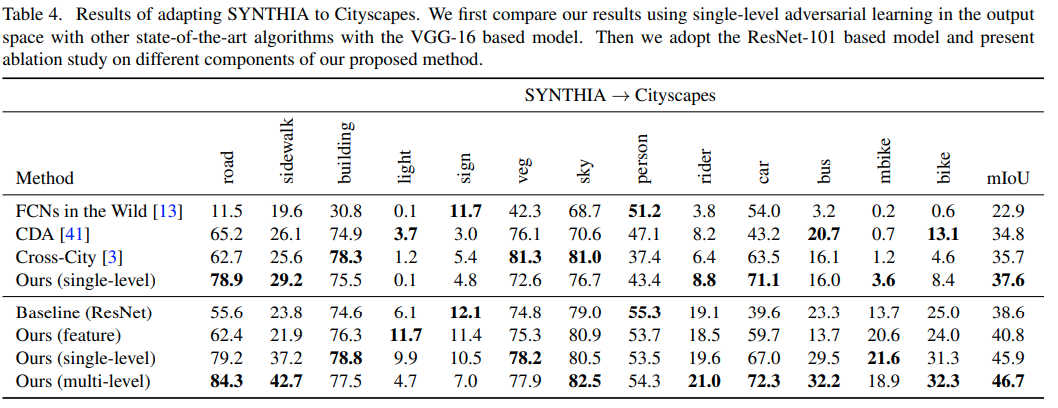 Table 4. Results of adapting SYNTHIA to Cityscapes. We first compare our results using single-level adversarial learning in the output
space with other state-of-the-art algorithms with the VGG-16 based model. Then we adopt the ResNet-101 based model and present
ablation study on different components of our proposed method.
SYNTHIA → Cityscapes
Method road sidewalk building light sign veg sky person rider car bus mbike bike mIoU
FCNs in the Wild [13] 11.5 19.6 30.8 0.1 11.7 42.3 68.7 51.2 3.8 54.0 3.2 0.2 0.6 22.9
CDA [41] 65.2 26.1 74.9 3.7 3.0 76.1 70.6 47.1 8.2 43.2 20.7 0.7 13.1 34.8
Cross-City [3] 62.7 25.6 78.3 1.2 5.4 81.3 81.0 37.4 6.4 63.5 16.1 1.2 4.6 35.7
Ours (single-level) 78.9 29.2 75.5 0.1 4.8 72.6 76.7 43.4 8.8 71.1 16.0 3.6 8.4 37.6
Baseline (ResNet) 55.6 23.8 74.6 6.1 12.1 74.8 79.0 55.3 19.1 39.6 23.3 13.7 25.0 38.6
Ours (feature) 62.4 21.9 76.3 11.7 11.4 75.3 80.9 53.7 18.5 59.7 13.7 20.6 24.0 40.8
Ours (single-level) 79.2 37.2 78.8 9.9 10.5 78.2 80.5 53.5 19.6 67.0 29.5 21.6 31.3 45.9
Ours (multi-level) 84.3 42.7 77.5 4.7 7.0 77.9 82.5 54.3 21.0 72.3 32.2 18.9 32.3 46.7